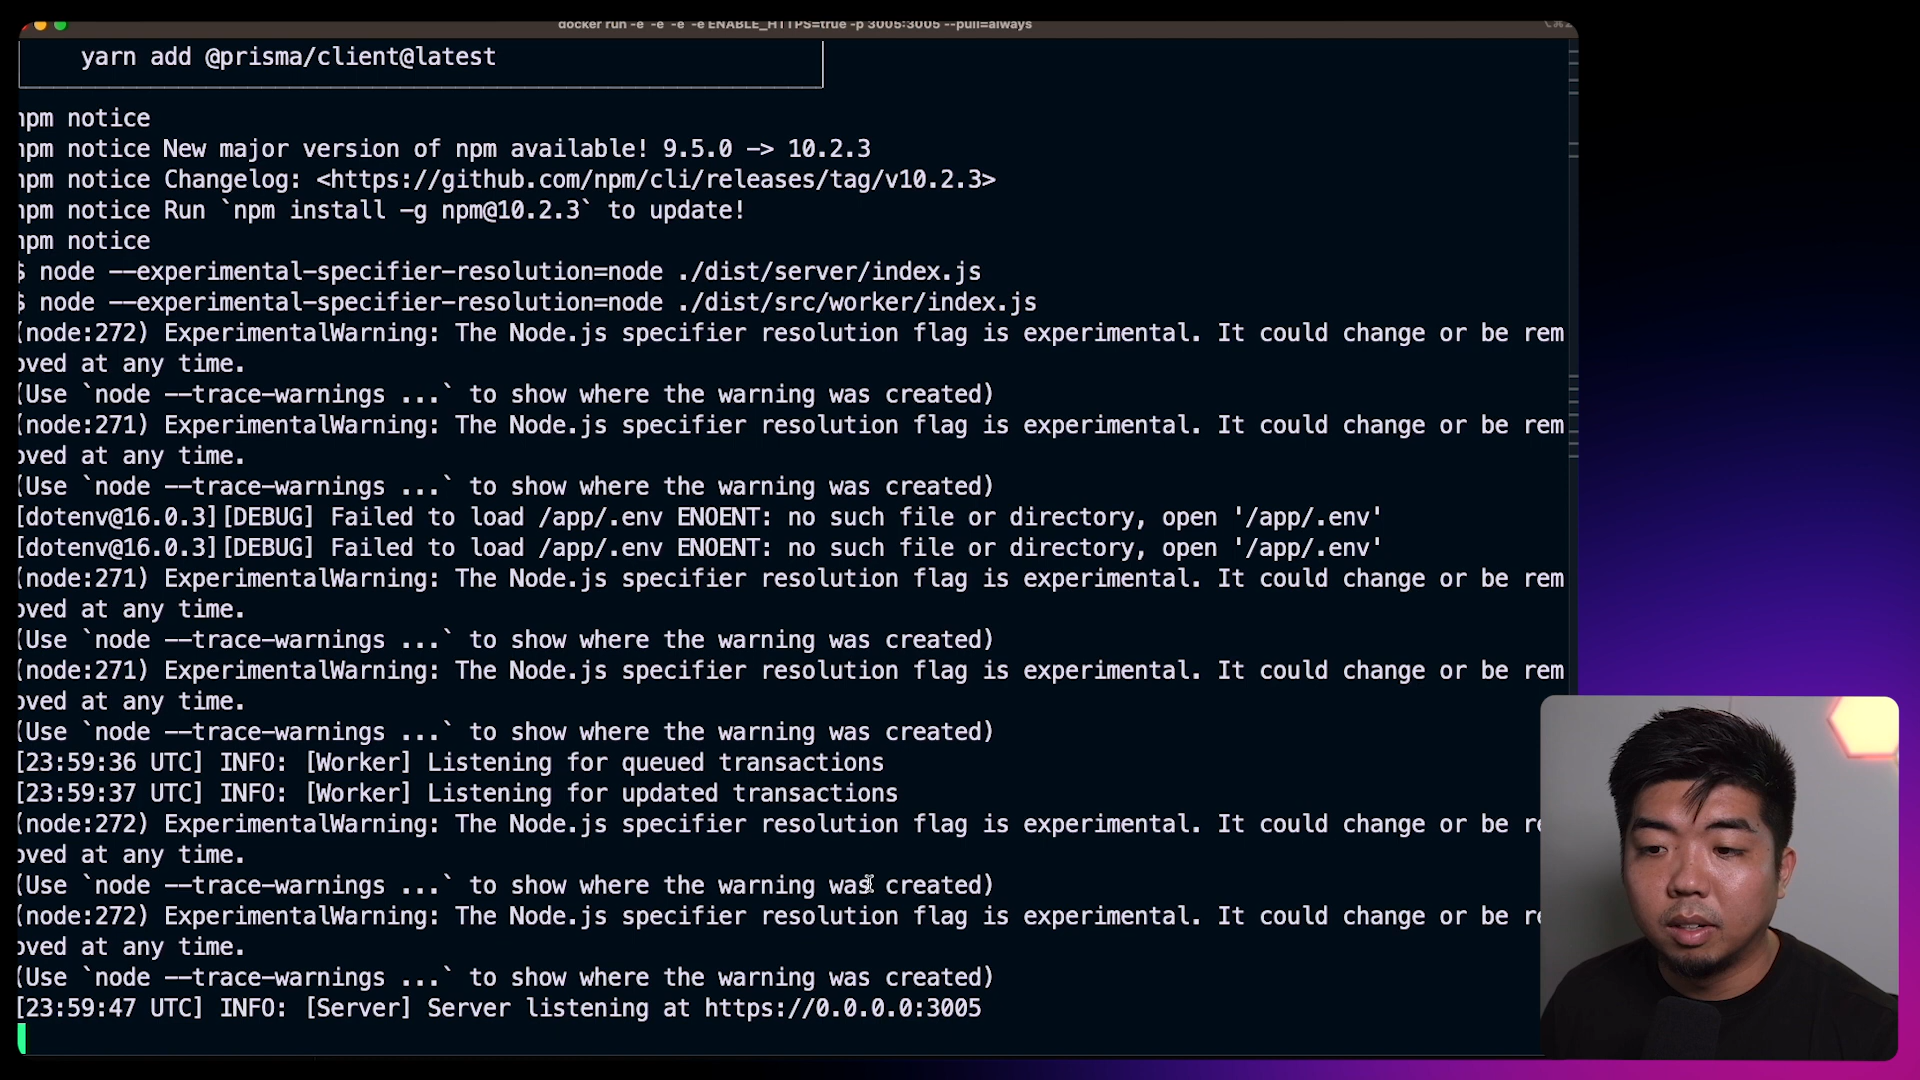 docker run -e -e -e -e ENABLE_HTTPS=true -p 3005:3005 --pull=always
yarn add @prisma/client@latest
npm notice
npm notice New major version of npm available! 9.5.0 -> 10.2.3
npm notice Changelog: <https://github.com/npm/cli/releases/tag/v10.2.3>
npm notice Run `npm install -g npm@10.2.3` to update!
npm notice
$ node --experimental-specifier-resolution=node ./dist/server/index.js
$ node --experimental-specifier-resolution=node ./dist/src/worker/index.js
(node:272) ExperimentalWarning: The Node.js specifier resolution flag is experimental. It could change or be rem
oved at any time.
(Use `node --trace-warnings ...` to show where the warning was created)
(node:271) ExperimentalWarning: The Node.js specifier resolution flag is experimental. It could change or be rem
oved at any time.
(Use `node --trace-warnings ...` to show where the warning was created)
[dotenv@16.0.3][DEBUG] Failed to load /app/.env ENOENT: no such file or directory, open '/app/.env'
[dotenv@16.0.3][DEBUG] Failed to load /app/.env ENOENT: no such file or directory, open '/app/.env'
(node:271) ExperimentalWarning: The Node.js specifier resolution flag is experimental. It could change or be rem
oved at any time.
(Use `node --trace-warnings ...` to show where the warning was created)
(node:271) ExperimentalWarning: The Node.js specifier resolution flag is experimental. It could change or be rem
oved at any time.
(Use `node --trace-warnings ...` to show where the warning was created)
[23:59:36 UTC] INFO: [Worker] Listening for queued transactions
[23:59:37 UTC] INFO: [Worker] Listening for updated transactions
(node:272) ExperimentalWarning: The Node.js specifier resolution flag is experimental. It could change or be re
oved at any time.
(Use `node --trace-warnings ...` to show where the warning was created)
(node:272) ExperimentalWarning: The Node.js specifier resolution flag is experimental. It could change or be re
oved at any time.
(Use `node --trace-warnings ...` to show where the warning was created)
[23:59:47 UTC] INFO: [Server] Server listening at https://0.0.0.0:3005